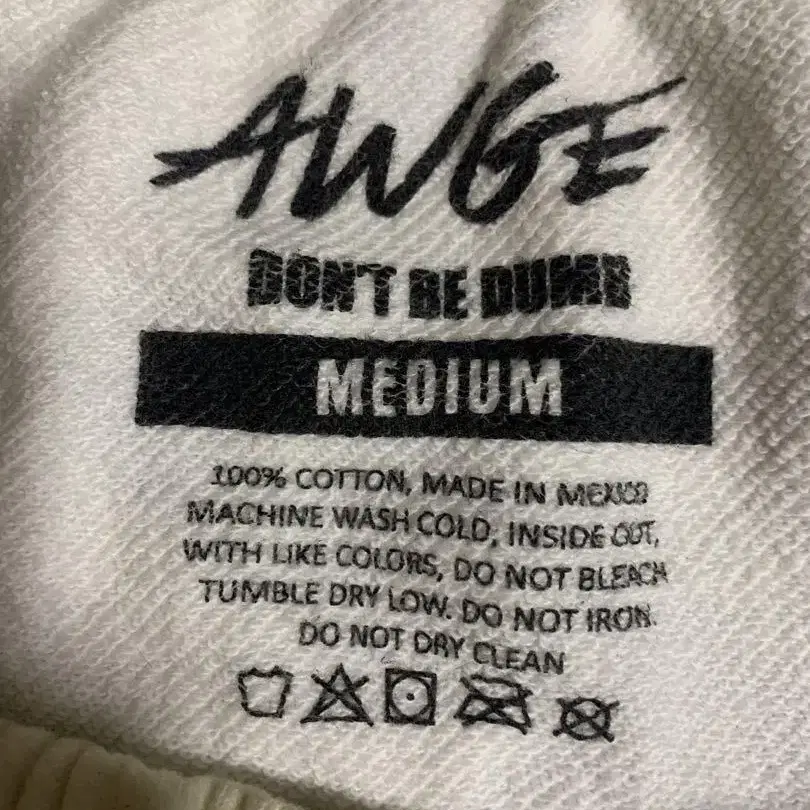 AWGE
DON'T BE DUMB
MEDIUM
100% COTTON, MADE IN MEXICO
MACHINE WASH COLD, INSIDE OUT,
WITH LIKE COLORS, DO NOT BLEACH
TUMBLE DRY LOW. DO NOT IRON.
DO NOT DRY CLEAN